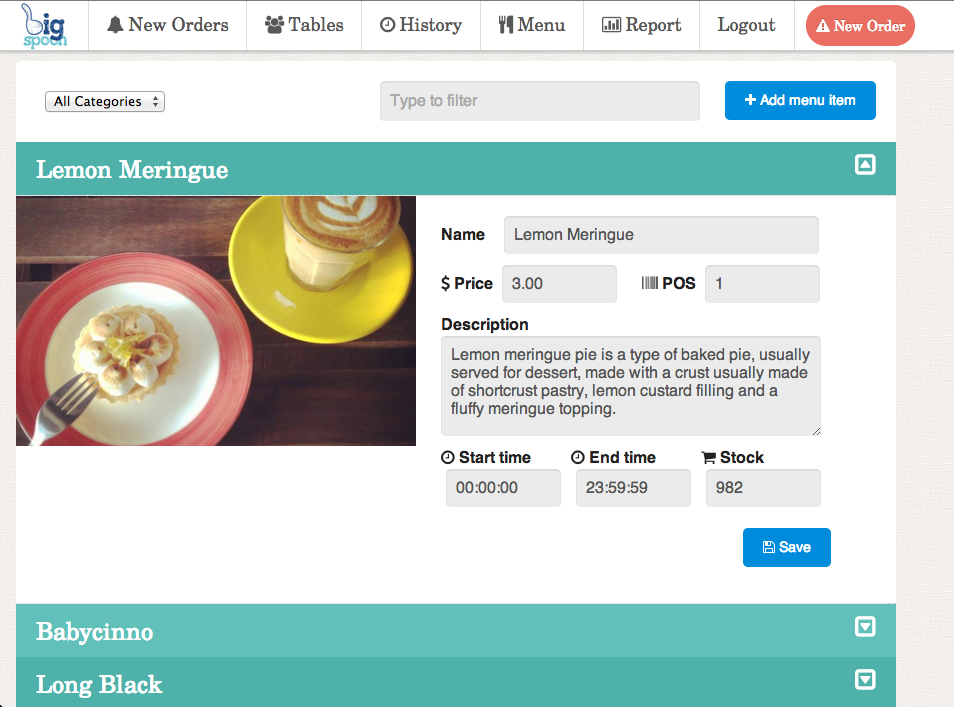 big
spoon
New Orders
Tables
History
Menu
Report
Logout
New Order
All Categories
Type to filter
+ Add menu item
Lemon Meringue
Name
Lemon Meringue
$ Price
3.00
POS
1
Description
Lemon meringue pie is a type of baked pie, usually
served for dessert, made with a crust usually made
of shortcrust pastry, lemon custard filling and a
fluffy meringue topping.
Start time
End time
Stock
00:00:00
23:59:59
982
Save
Babycinno
Long Black